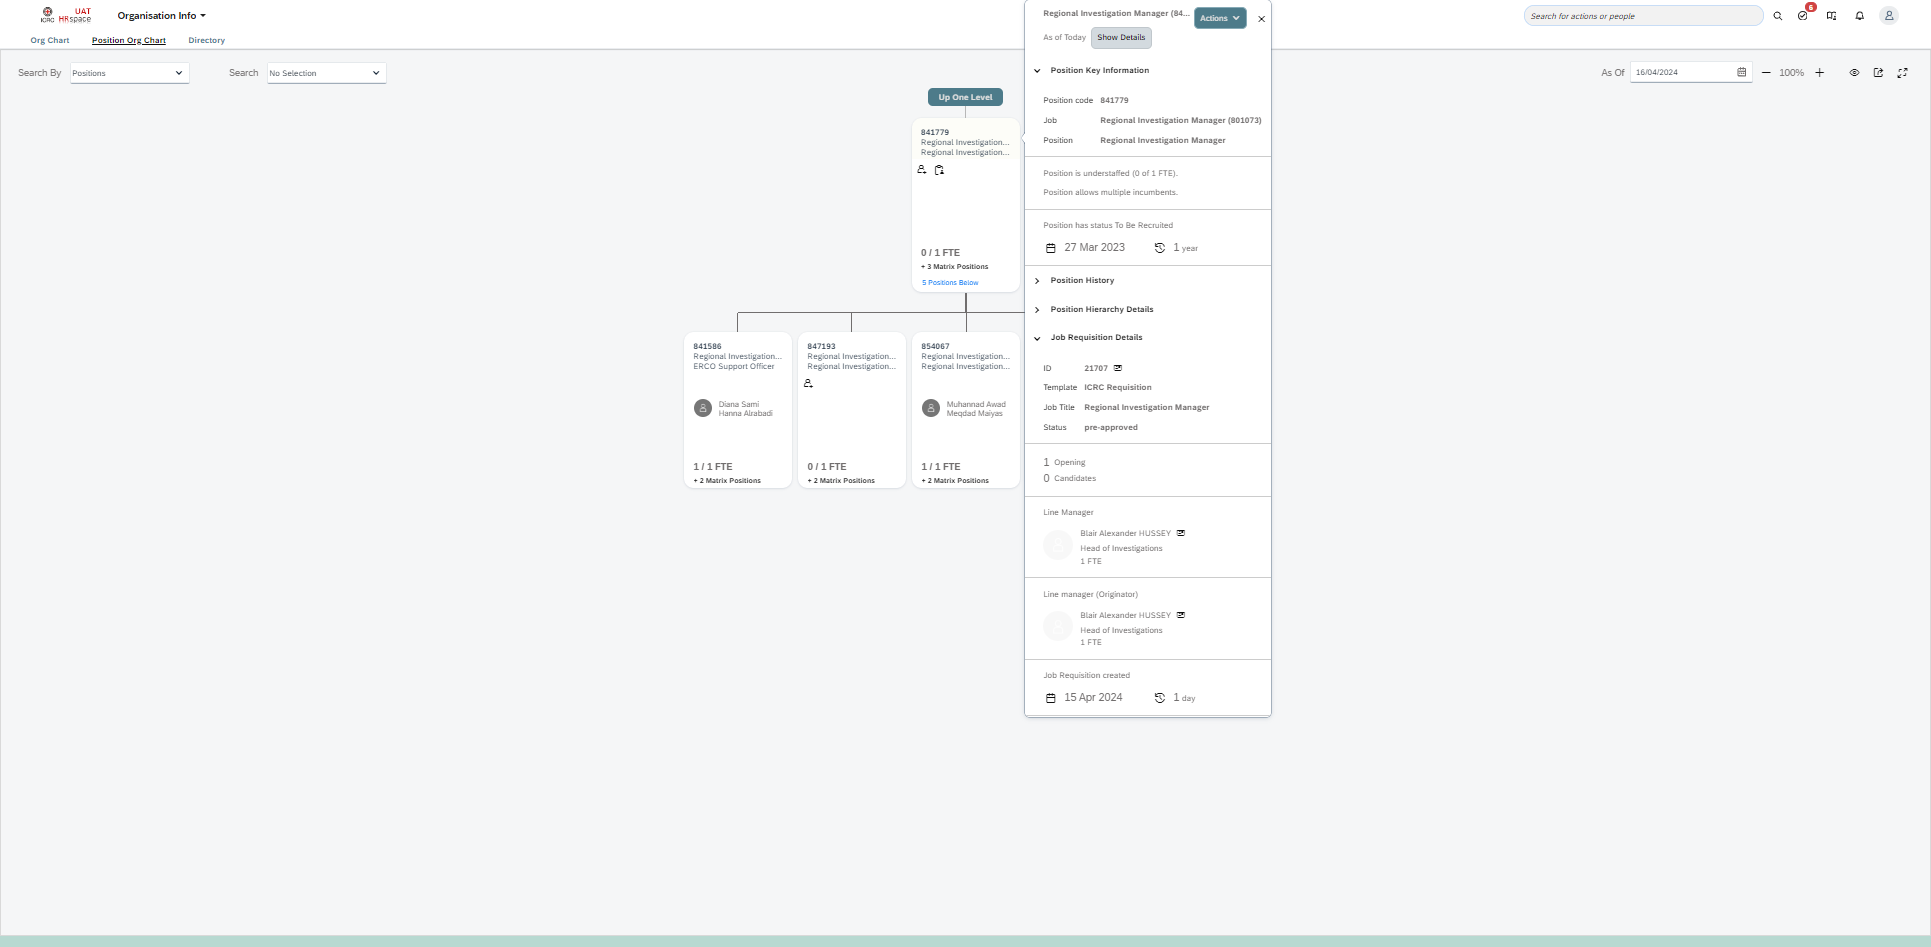 ICRC
UAT
HRspace
Organisation Info
Search for actions or people
6
Org Chart
Position Org Chart
Directory
Search By
Positions
Search
No Selection
As Of
16/04/2024
100%
Up One Level
841779
Regional Investigation...
Regional Investigation...
0 / 1 FTE
+ 3 Matrix Positions
5 Positions Below
841586
Regional Investigation...
ERCO Support Officer
Diana Sami
Hanna Alrabadi
1 / 1 FTE
+ 2 Matrix Positions
847193
Regional Investigation...
Regional Investigation...
0 / 1 FTE
+ 2 Matrix Positions
854067
Regional Investigation...
Regional Investigation...
Muhannad Awad
Meqdad Maiyas
1 / 1 FTE
+ 2 Matrix Positions
Regional Investigation Manager (84...
Actions
As of Today
Show Details
Position Key Information
Position code 841779
Job Regional Investigation Manager (801073)
Position Regional Investigation Manager
Position is understaffed (0 of 1 FTE).
Position allows multiple incumbents.
Position has status To Be Recruited
27 Mar 2023 1 year
Position History
Position Hierarchy Details
Job Requisition Details
ID 21707
Template ICRC Requisition
Job Title Regional Investigation Manager
Status pre-approved
1 Opening
0 Candidates
Line Manager
Blair Alexander HUSSEY
Head of Investigations
1 FTE
Line manager (Originator)
Blair Alexander HUSSEY
Head of Investigations
1 FTE
Job Requisition created
15 Apr 2024 1 day